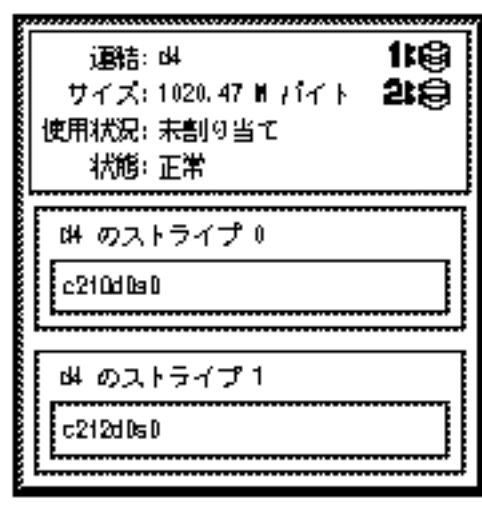 連結: d4
サイズ: 1020.47 M バイト
使用状況: 未割り当て
状態: 正常
d4 のストライプ 0
c2t0d0s0
d4 のストライプ 1
c2t2d0s0